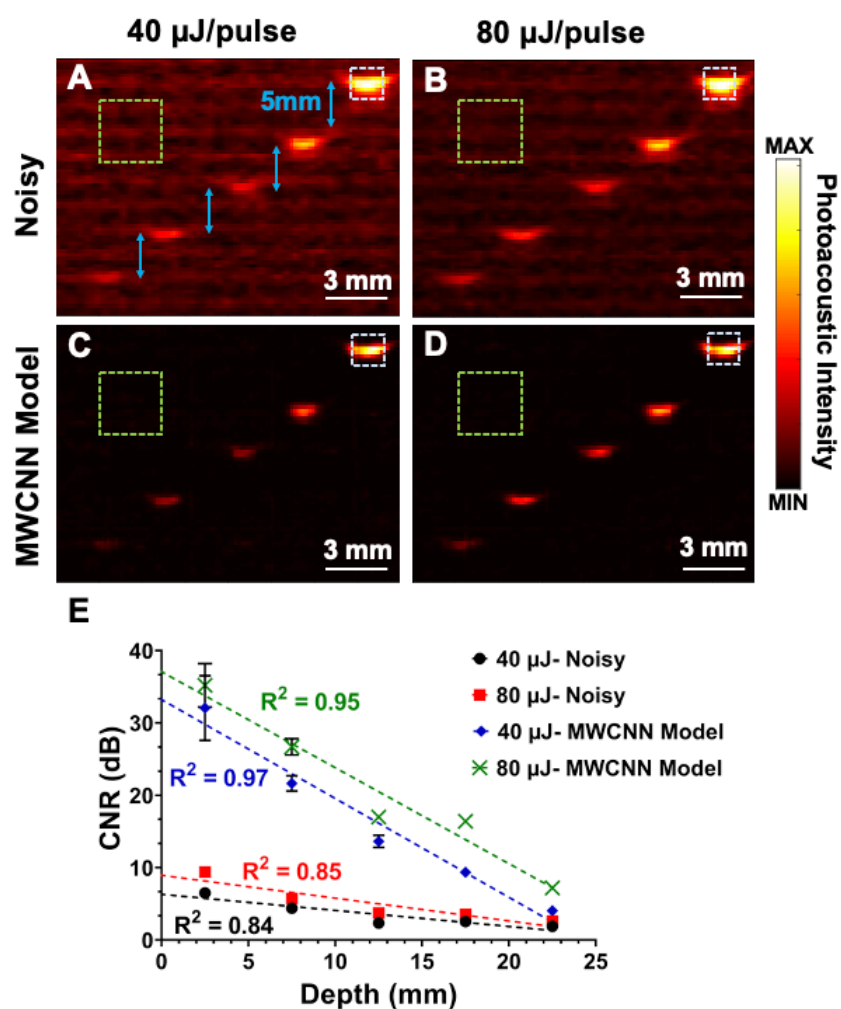 40 µJ/pulse
80 µJ/pulse
Noisy
A
5mm
3 mm
B
3 mm
MAX
Photoacoustic Intensity
MIN
MWCNN Model
C
3 mm
D
3 mm
E
CNR (dB)
40
30
20
10
0
R² = 0.95
R² = 0.97
R² = 0.85
R² = 0.84
40 µJ- Noisy
80 µJ- Noisy
40 µJ- MWCNN Model
80 µJ- MWCNN Model
0 5 10 15 20 25
Depth (mm)